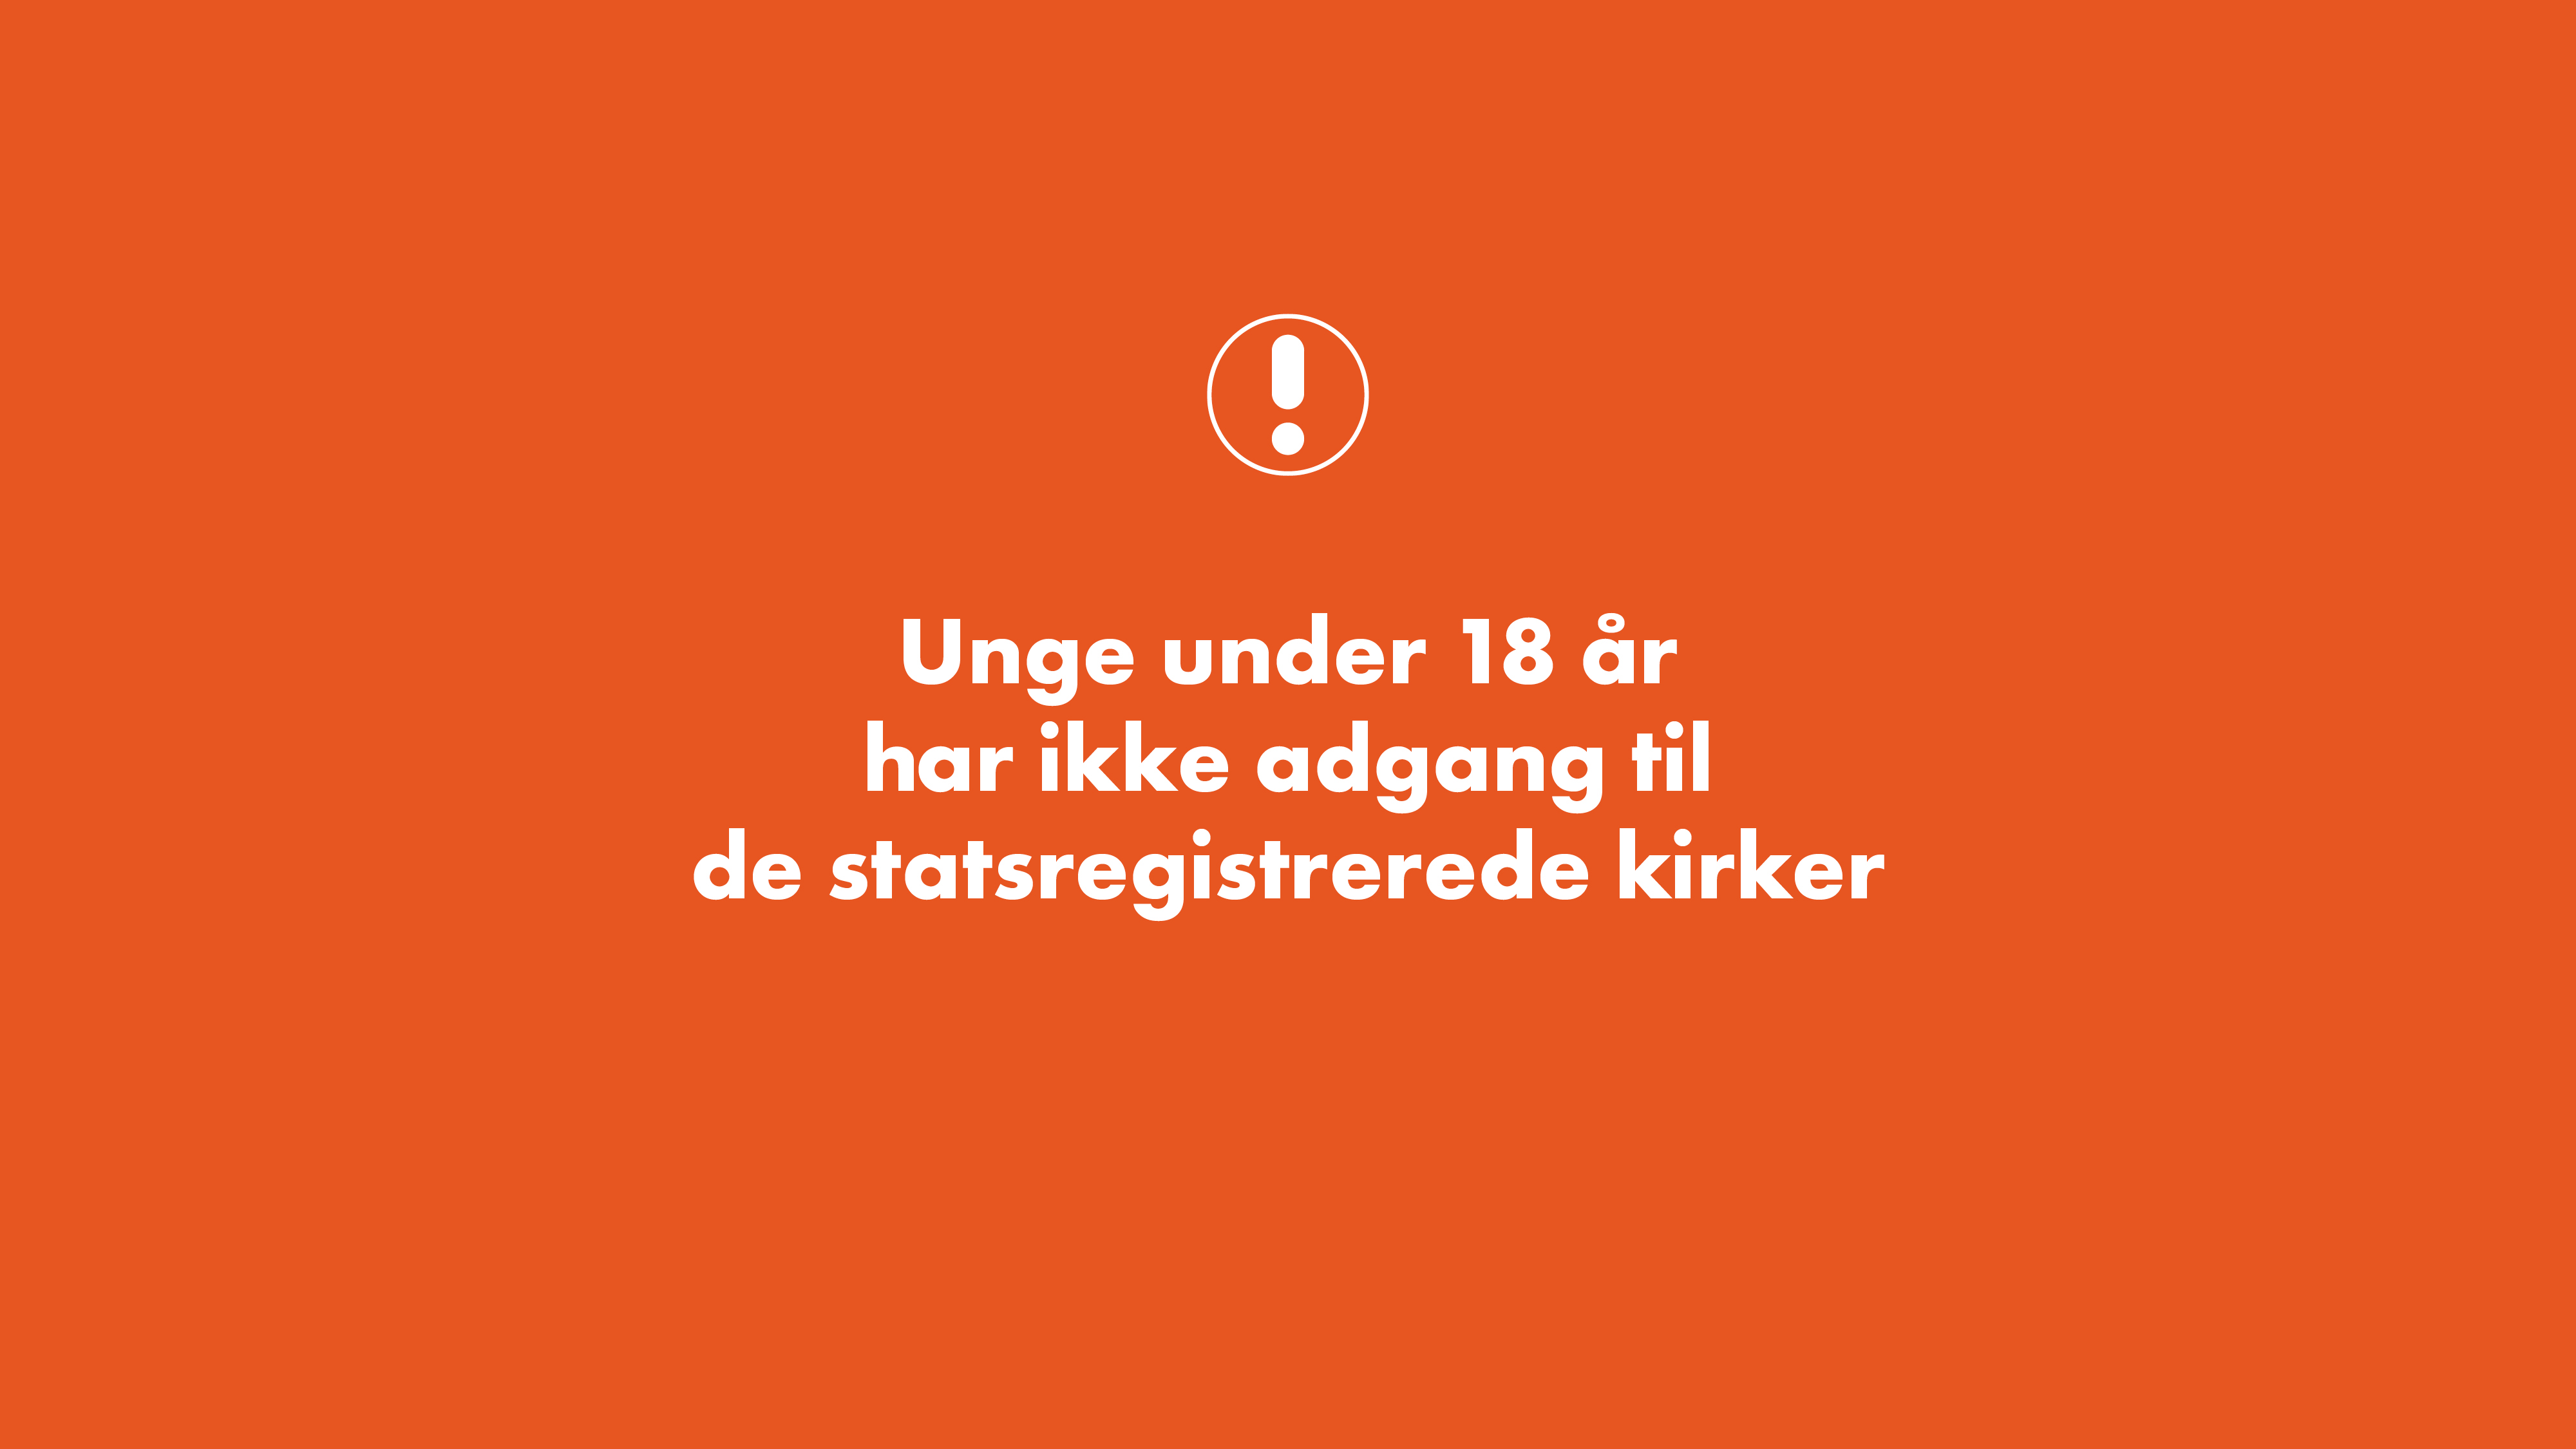 Unge under 18 år
har ikke adgang til
de statsregistrerede kirker